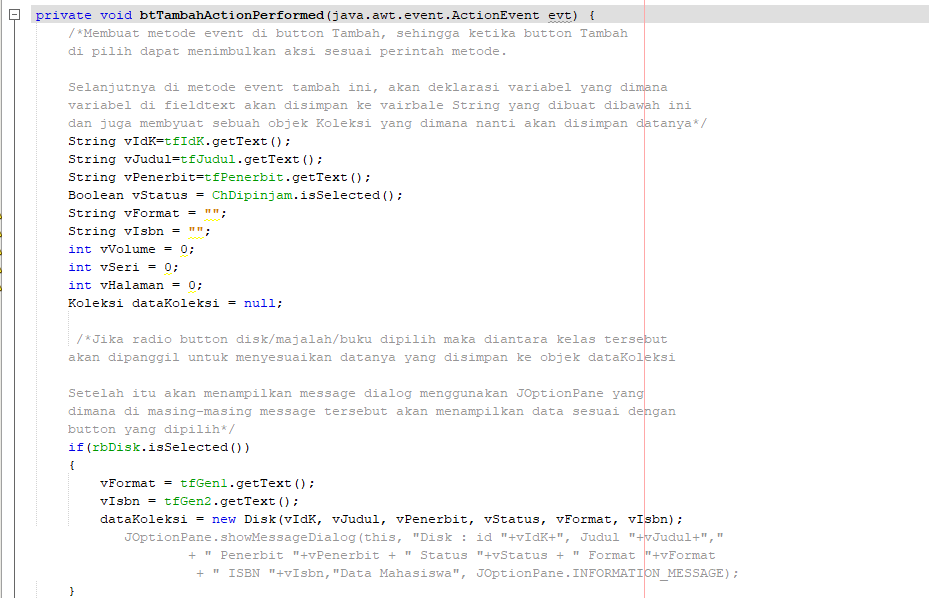 private void btTambahActionPerformed(java.awt.event.ActionEvent evt) {
/*Membuat metode event di button Tambah, sehingga ketika button Tambah
di pilih dapat menimbulkan aksi sesuai perintah metode.
Selanjutnya di metode event tambah ini, akan deklarasi variabel yang dimana
variabel di fieldtext akan disimpan ke vairbale String yang dibuat dibawah ini
dan juga membyuat sebuah objek Koleksi yang dimana nanti akan disimpan datanya*/
String vIdK=tfIdK.getText();
String vJudul=tfJudul.getText();
String vPenerbit=tfPenerbit.getText();
Boolean vStatus = ChDipinjam.isSelected();
String vFormat = "";
String vIsbn = "";
int vVolume = 0;
int vSeri = 0;
int vHalaman = 0;
Koleksi dataKoleksi = null;
/*Jika radio button disk/majalah/buku dipilih maka diantara kelas tersebut
akan dipanggil untuk menyesuaikan datanya yang disimpan ke objek dataKoleksi
Setelah itu akan menampilkan message dialog menggunakan JOptionPane yang
dimana di masing-masing message tersebut akan menampilkan data sesuai dengan
button yang dipilih*/
if(rbDisk.isSelected())
{
vFormat = tfGen1.getText();
vIsbn = tfGen2.getText();
dataKoleksi = new Disk(vIdK, vJudul, vPenerbit, vStatus, vFormat, vIsbn);
JOptionPane.showMessageDialog(this, "Disk : id "+vIdK+", Judul "+vJudul+","
+ " Penerbit "+vPenerbit + " Status "+vStatus + " Format "+vFormat
+ " ISBN "+vIsbn,"Data Mahasiswa", JOptionPane.INFORMATION_MESSAGE);
}